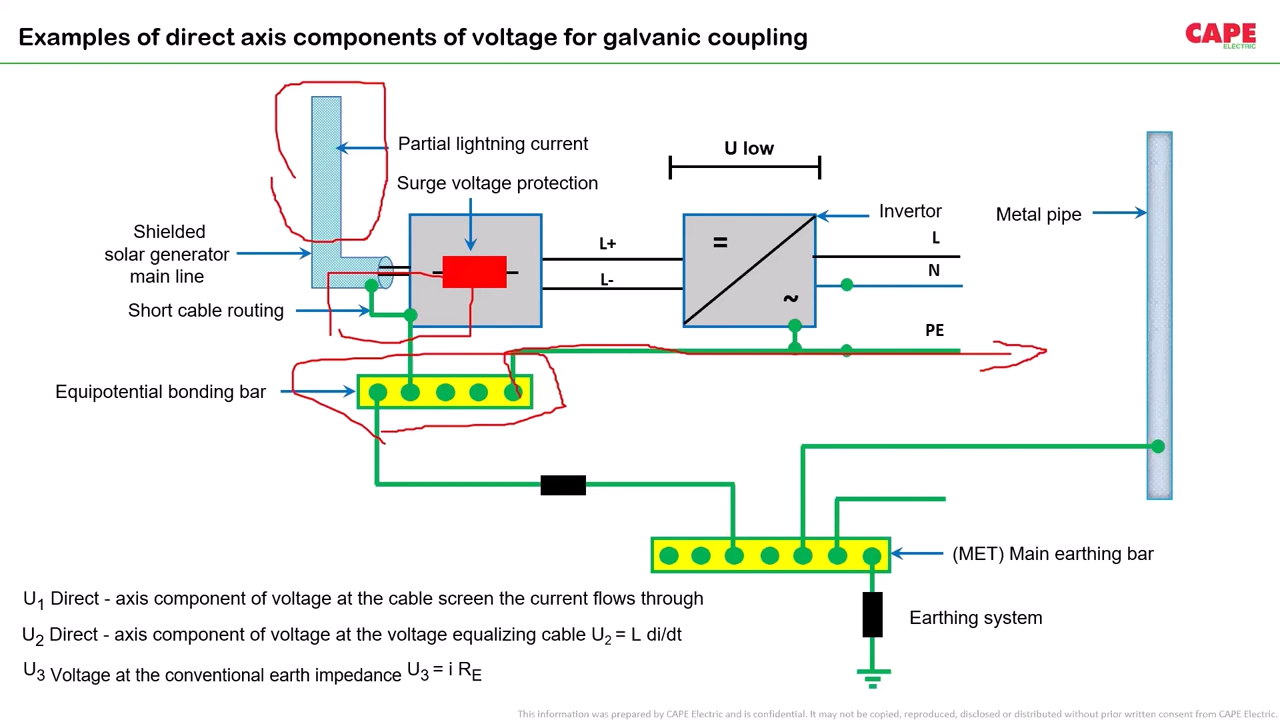 Examples of direct axis components of voltage for galvanic coupling
CAPE
ELECTRIC
Partial lightning current
U low
Surge voltage protection
Invertor
Metal pipe
Shielded
solar generator
main line
L+
L
L-
N
Short cable routing
PE
Equipotential bonding bar
=
~
(MET) Main earthing bar
Earthing system
U1 Direct - axis component of voltage at the cable screen the current flows through
U2 Direct - axis component of voltage at the voltage equalizing cable U2 = L di/dt
U3 Voltage at the conventional earth impedance U3 = i RE
This information was prepared by CAPE Electric and is confidential. It may not be copied, reproduced, disclosed or distributed without prior written consent from CAPE Electric.